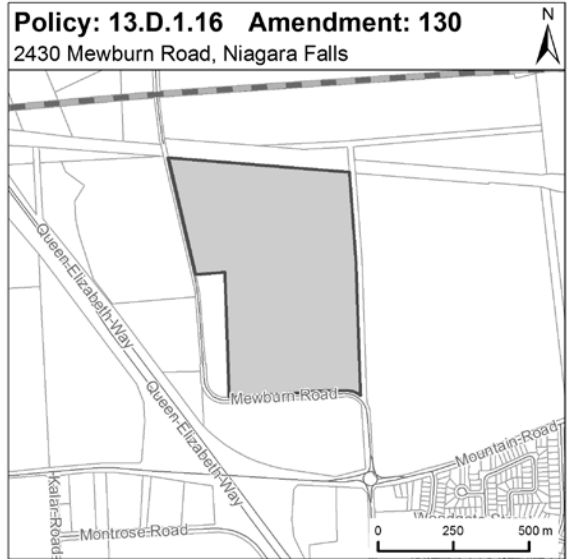 Policy: 13.D.1.16 Amendment: 130
N
2430 Mewburn Road, Niagara Falls
Queen-Elizabeth-Way
Queen-Elizabeth-Way
Mewburn-Road
Mountain-Road
Kalar-Road
Montrose-Road
0 250 500 m